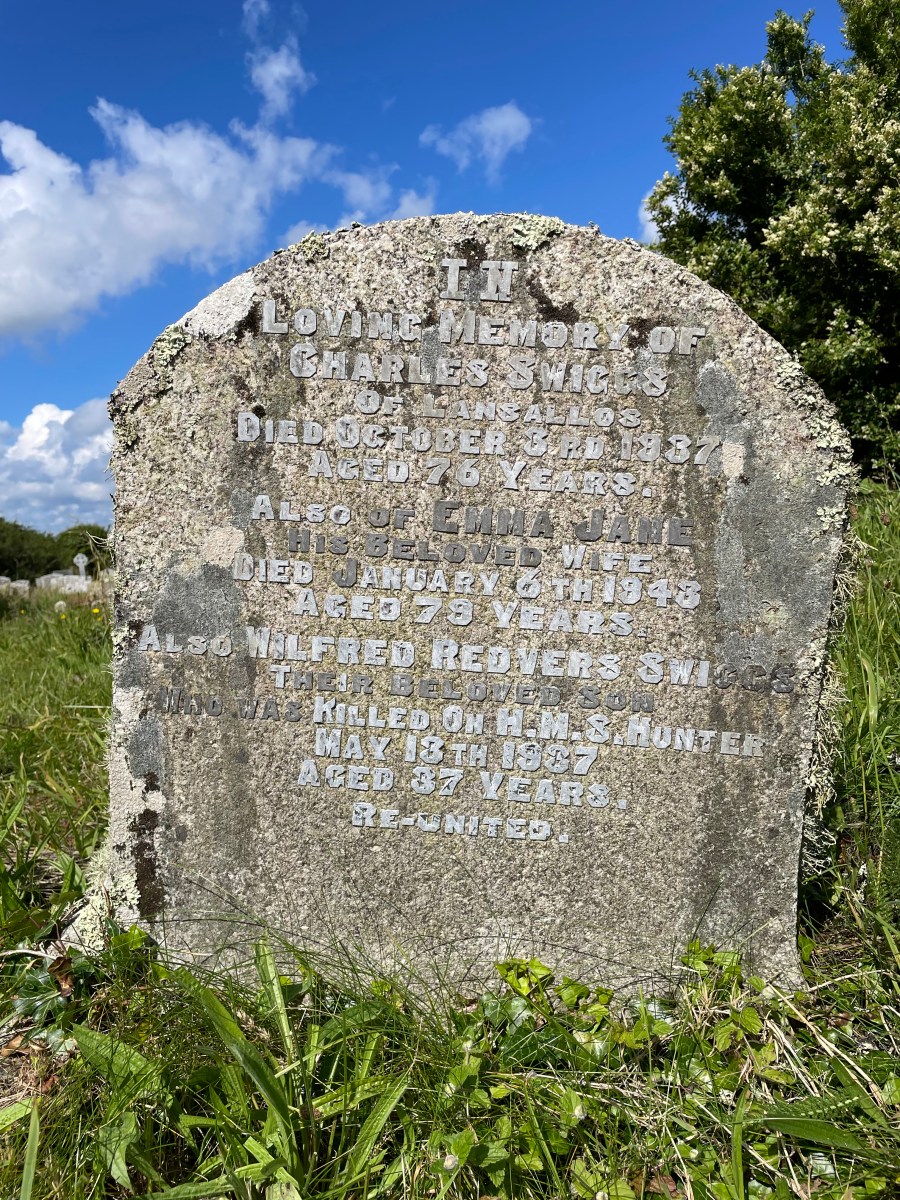 IN
LOVING MEMORY OF
CHARLES SWIGGS
OF LANSALLOS
DIED OCTOBER 3RD 1937
AGED 76 YEARS.
ALSO OF EMMA JANE
HIS BELOVED WIFE
DIED JANUARY 6TH 1948
AGED 79 YEARS.
ALSO WILFRED REDVERS SWIGGS
THEIR BELOVED SON
WHO WAS KILLED ON H.M.S. HUNTER
MAY 13TH 1937
AGED 37 YEARS.
RE-UNITED.